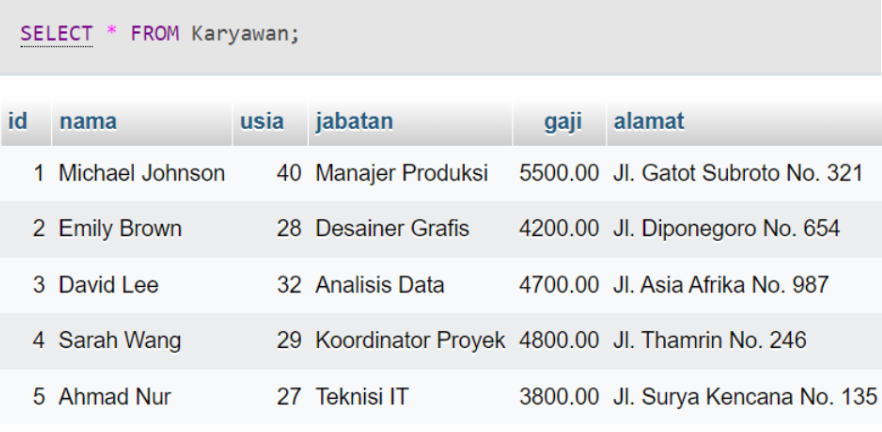 SELECT * FROM Karyawan;
id nama usia jabatan gaji alamat
1 Michael Johnson 40 Manajer Produksi 5500.00 Jl. Gatot Subroto No. 321
2 Emily Brown 28 Desainer Grafis 4200.00 Jl. Diponegoro No. 654
3 David Lee 32 Analisis Data 4700.00 Jl. Asia Afrika No. 987
4 Sarah Wang 29 Koordinator Proyek 4800.00 Jl. Thamrin No. 246
5 Ahmad Nur 27 Teknisi IT 3800.00 Jl. Surya Kencana No. 135